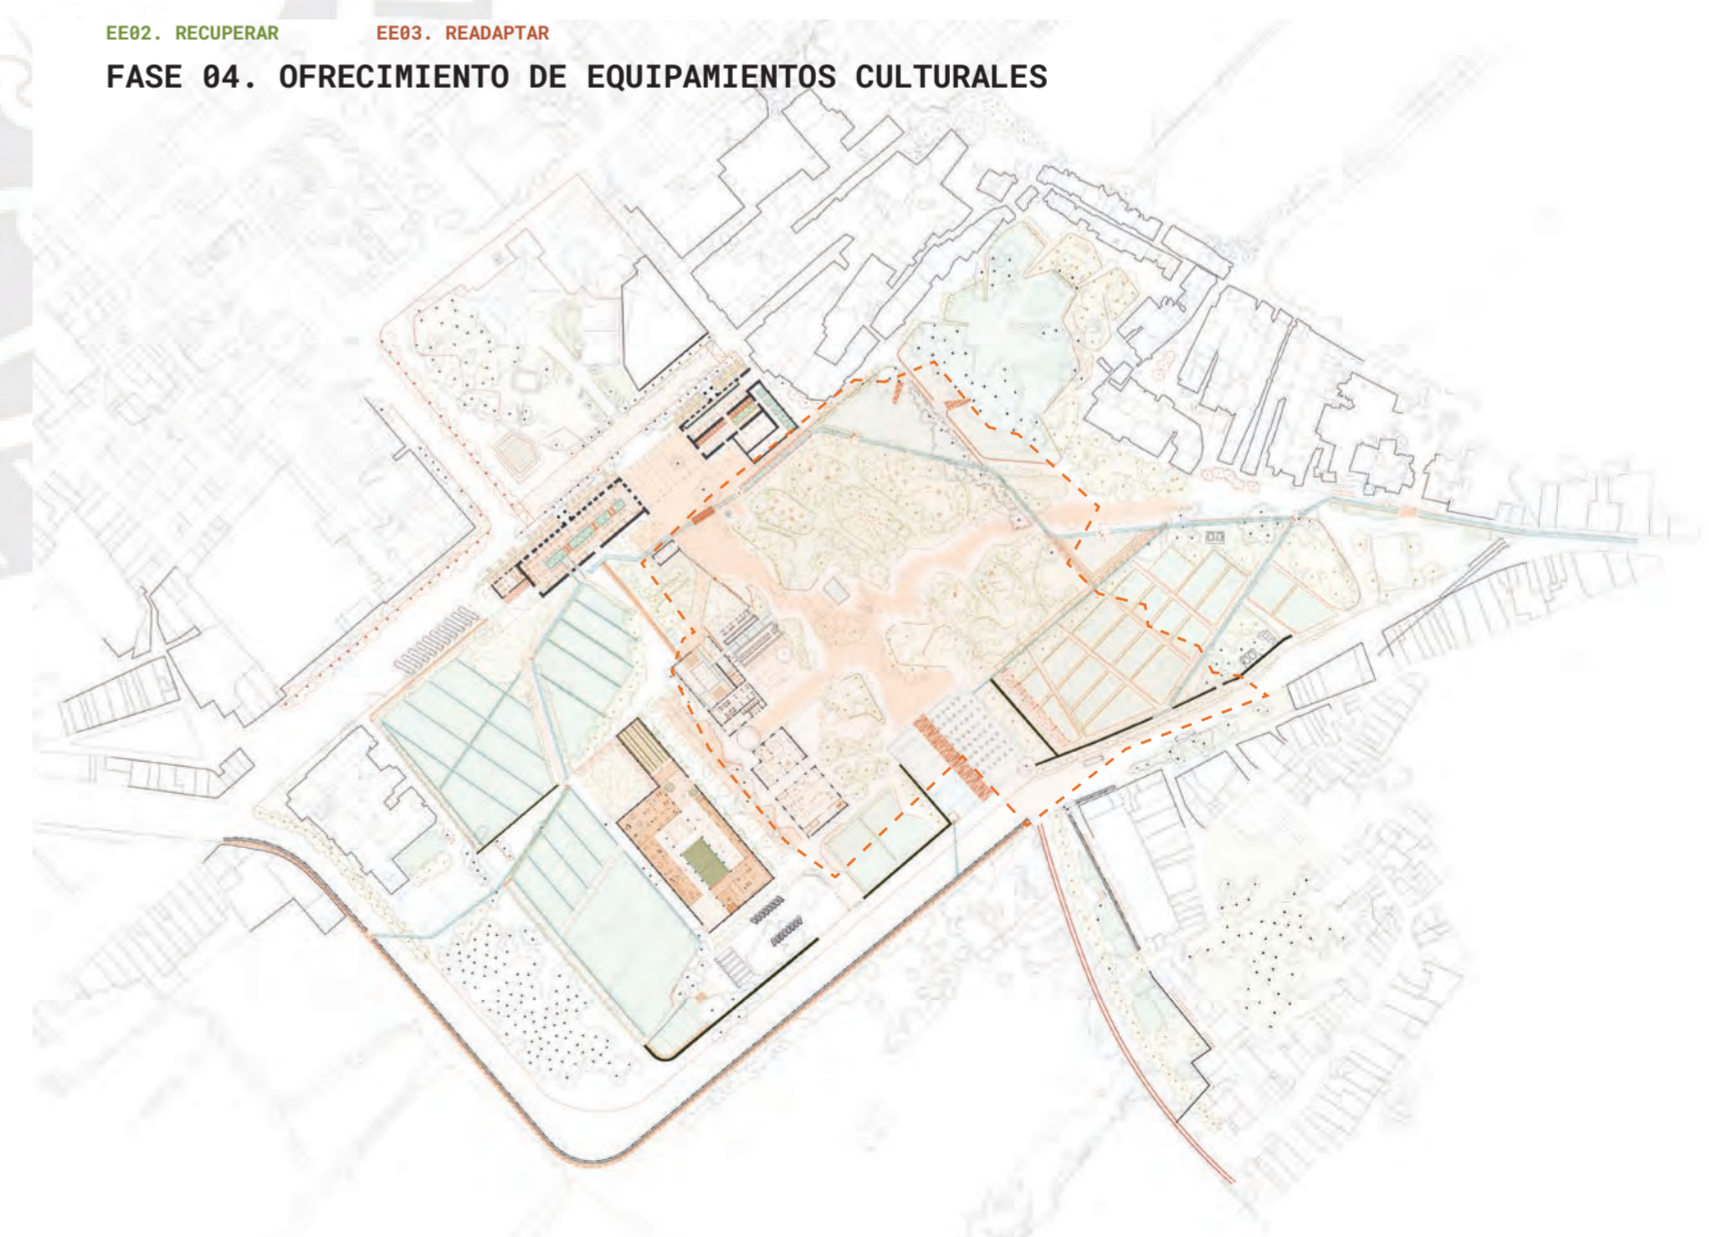 EE02. RECUPERAR EE03. READAPTAR
FASE 04. OFRECIMIENTO DE EQUIPAMIENTOS CULTURALES